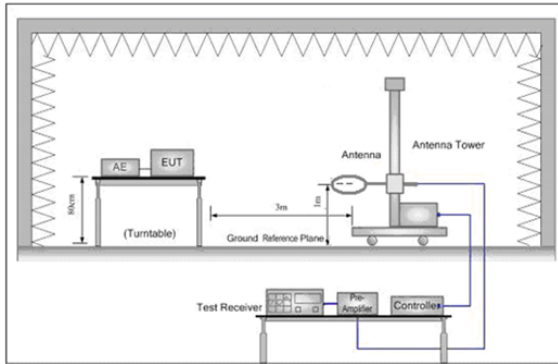 AE
EUT
80cm
(Turntable)
3m
Antenna
Antenna Tower
1m
Ground Reference Plane
Test Receiver
Pre-
Amplifier
Controller